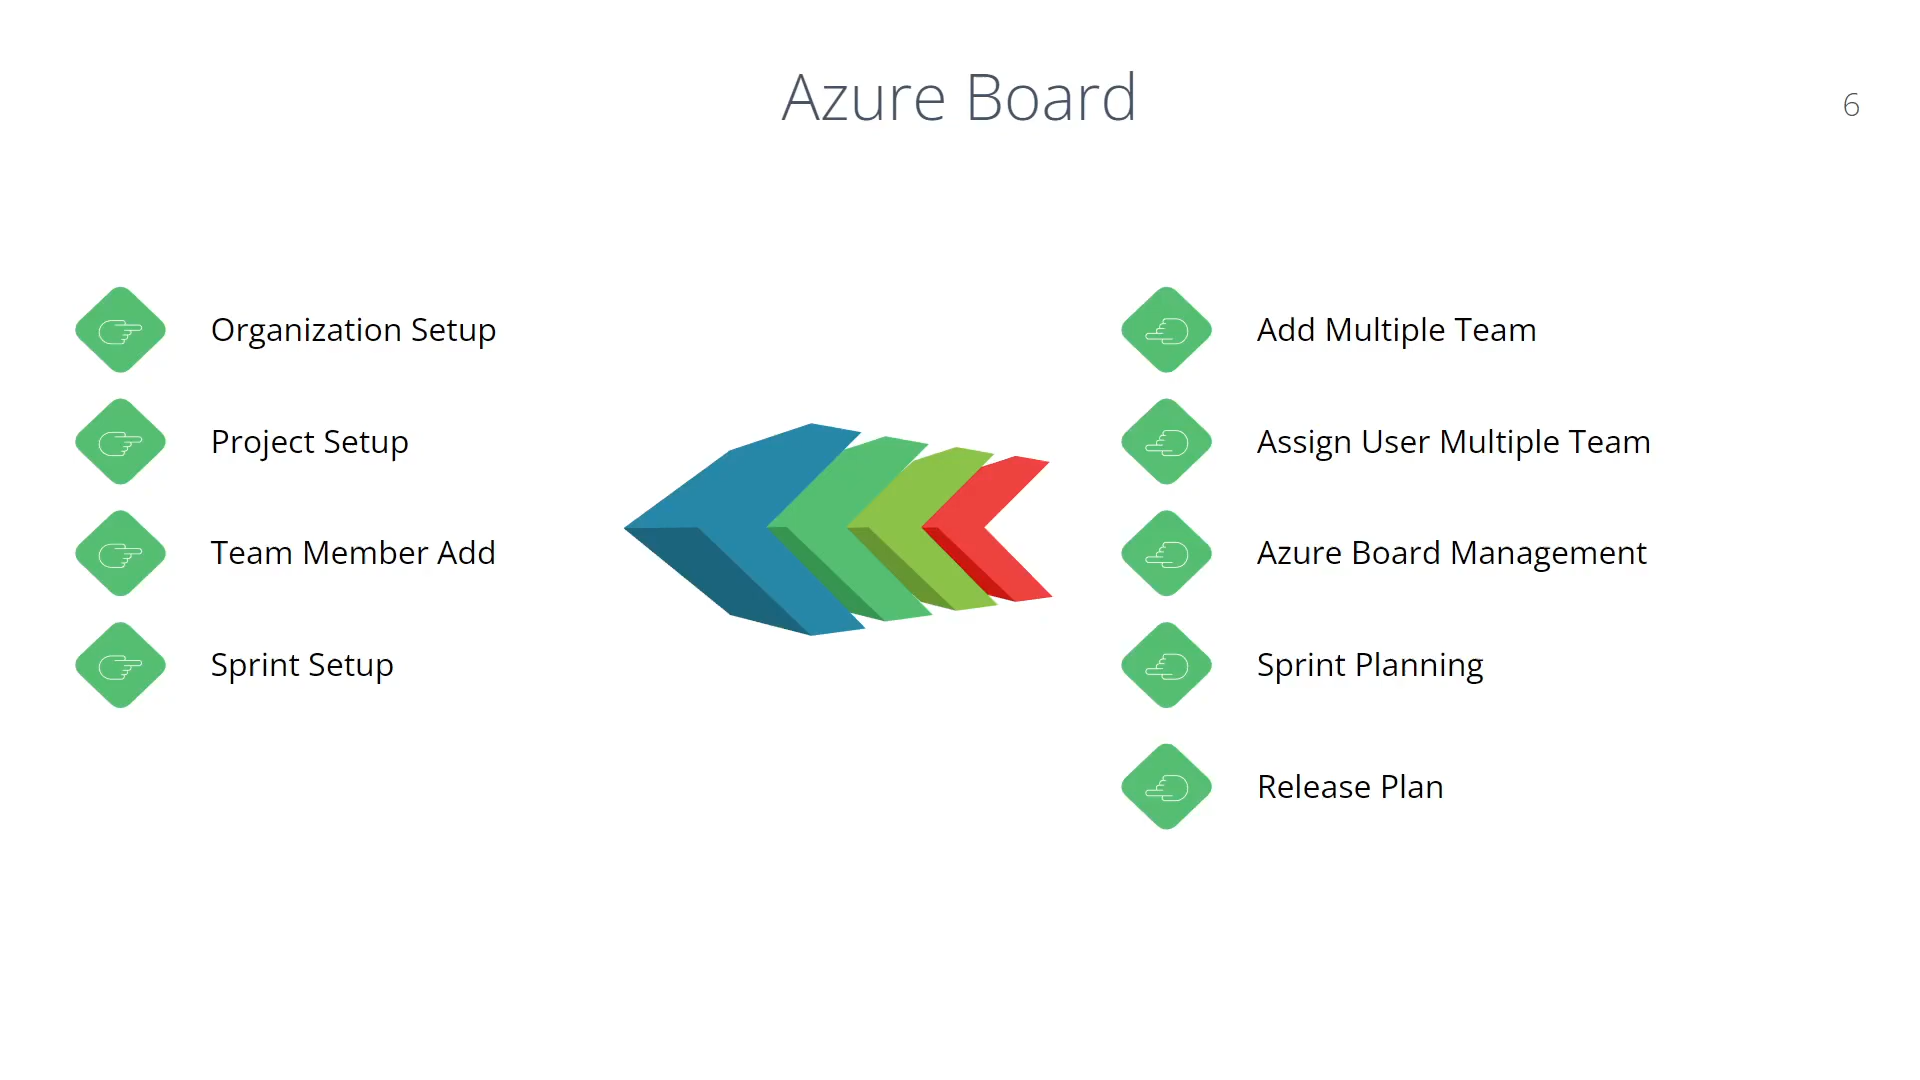 Azure Board
6
Organization Setup
Project Setup
Team Member Add
Sprint Setup
Add Multiple Team
Assign User Multiple Team
Azure Board Management
Sprint Planning
Release Plan